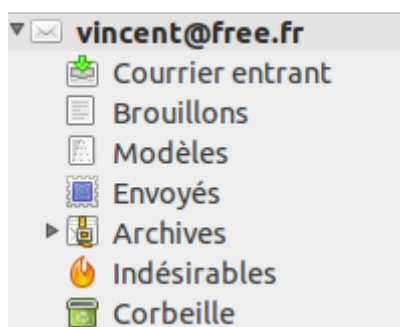 vincent@free.fr
Courrier entrant
Brouillons
Modèles
Envoyés
Archives
Indésirables
Corbeille